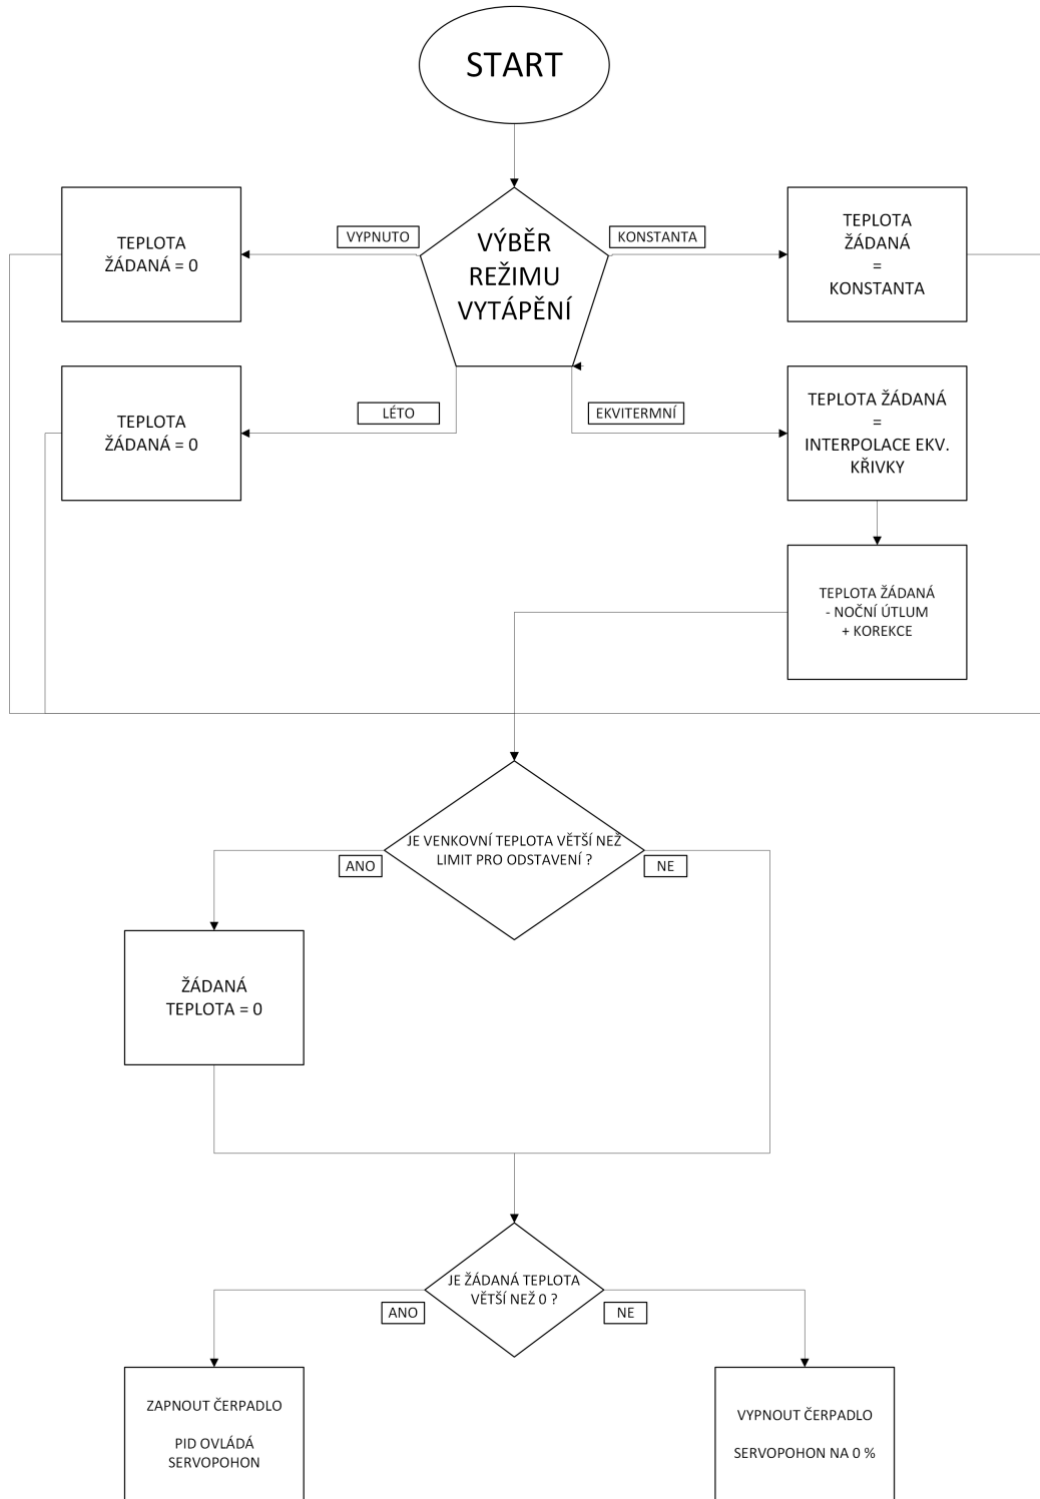 START
VÝBĚR
REŽIMU
VYTÁPĚNÍ
VYPNUTO
TEPLOTA
ŽÁDANÁ = 0
KONSTANTA
TEPLOTA
ŽÁDANÁ
=
KONSTANTA
LÉTO
TEPLOTA
ŽÁDANÁ = 0
EKVITERMNÍ
TEPLOTA ŽÁDANÁ
=
INTERPOLACE EKV.
KŘIVKY
TEPLOTA ŽÁDANÁ
- NOČNÍ ÚTLUM
+ KOREKCE
JE VENKOVNÍ TEPLOTA VĚTŠÍ NEŽ
LIMIT PRO ODSTAVENÍ ?
ANO
NE
ŽÁDANÁ
TEPLOTA = 0
JE ŽÁDANÁ TEPLOTA
VĚTŠÍ NEŽ 0 ?
ANO
NE
ZAPNOUT ČERPADLO
PID OVLÁDÁ
SERVOPOHON
VYPNOUT ČERPADLO
SERVOPOHON NA 0 %